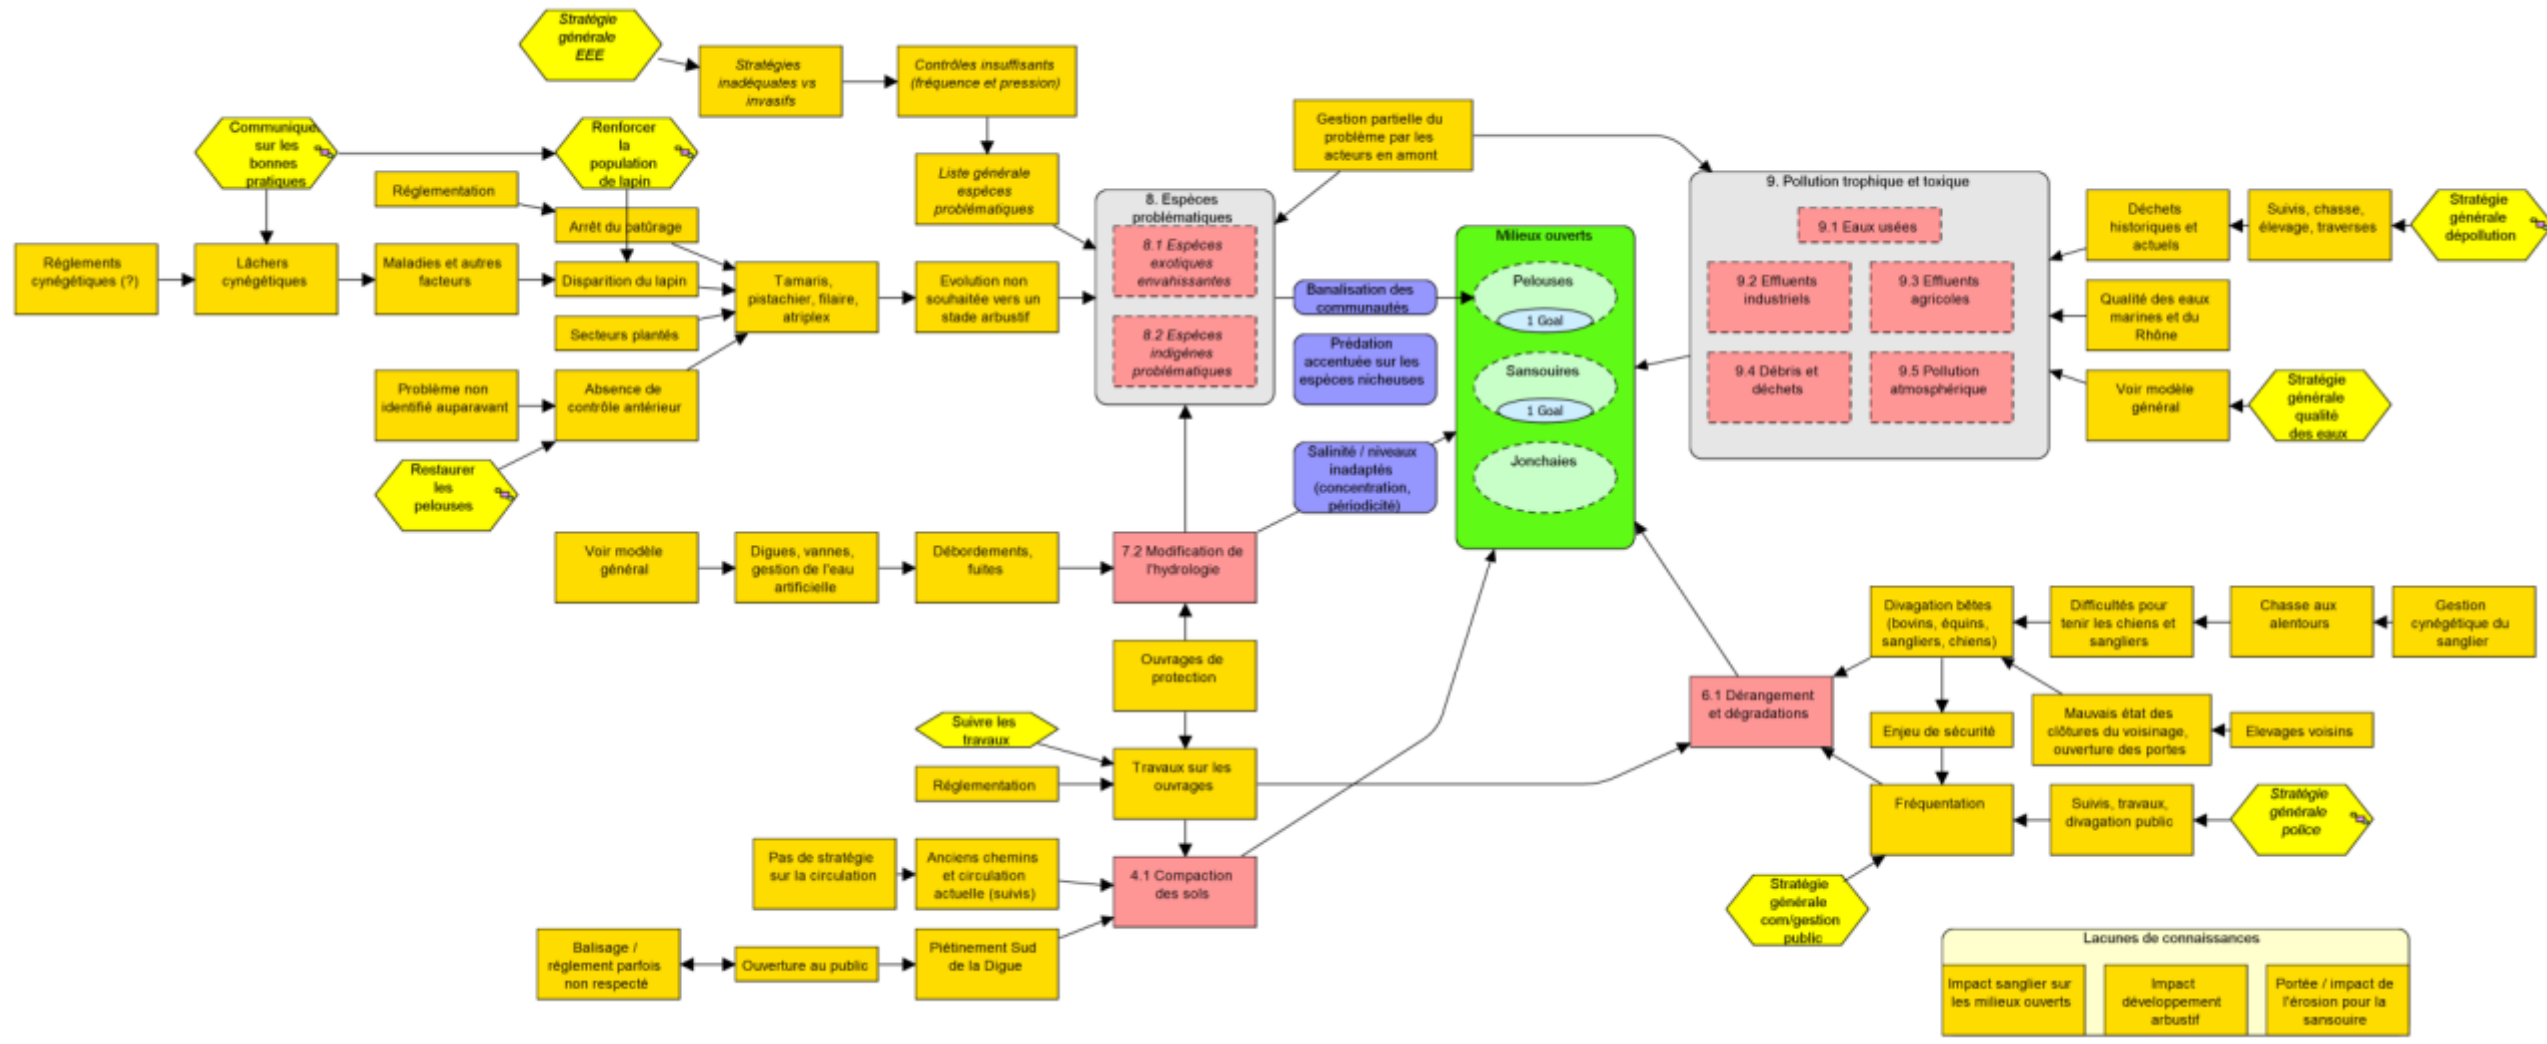 Stratégie
générale
EEE
Stratégies
inadéquates vs
invasifs
Contrôles insuffisants
(fréquence et pression)
Communique
sur les
bonnes
pratiques
Renforcer
la
population
de lapin
Liste générale
espèces
problématiques
Réglementation
Arrêt du patûrage
Réglements
cynégétiques (?)
Lâchers
cynégétiques
Maladies et autres
facteurs
Disparition du lapin
Secteurs plantés
Tamaris,
pistachier, filaire,
atriplex
Evolution non
souhaitée vers un
stade arbustif
Problème non
identifié auparavant
Absence de
contrôle antérieur
Restaurer
les
pelouses
Gestion partielle du
problème par les
acteurs en amont
8. Espèces
problématiques
8.1 Espèces
exotiques
envahissantes
8.2 Espèces
indigènes
problématiques
Banalisation des
communautés
Prédation
accentuée sur les
espèces nicheuses
Salinité / niveaux
inadaptés
(concentration,
périodicité)
Milieux ouverts
Pelouses
1 Goal
Sansouires
1 Goal
Jonchaies
9. Pollution trophique et toxique
9.1 Eaux usées
9.2 Effluents
industriels
9.3 Effluents
agricoles
9.4 Débris et
déchets
9.5 Pollution
atmosphérique
Déchets
historiques et
actuels
Suivis, chasse,
élevage, traverses
Stratégie
générale
dépollution
Qualité des eaux
marines et du
Rhône
Voir modèle
général
Stratégie
générale
qualité
des eaux
Voir modèle
général
Digues, vannes,
gestion de l'eau
artificielle
Débordements,
fuites
7.2 Modification de
l'hydrologie
Ouvrages de
protection
Suivre les
travaux
Réglementation
Travaux sur les
ouvrages
Pas de stratégie
sur la circulation
Anciens chemins
et circulation
actuelle (suivis)
4.1 Compaction
des sols
Balisage /
réglement parfois
non respecté
Ouverture au public
Piétinement Sud
de la Digue
6.1 Dérangement
et dégradations
Divagation bêtes
(bovins, équins,
sangliers, chiens)
Difficultés pour
tenir les chiens et
sangliers
Chasse aux
alentours
Gestion
cynégétique du
sanglier
Enjeu de sécurité
Mauvais état des
clôtures du voisinage,
ouverture des portes
Elevages voisins
Fréquentation
Suivis, travaux,
divagation public
Stratégie
générale
police
Stratégie
générale
com/gestion
public
Lacunes de connaissances
Impact sanglier sur
les milieux ouverts
Impact
développement
arbustif
Portée / impact de
l'érosion pour la
sansouire